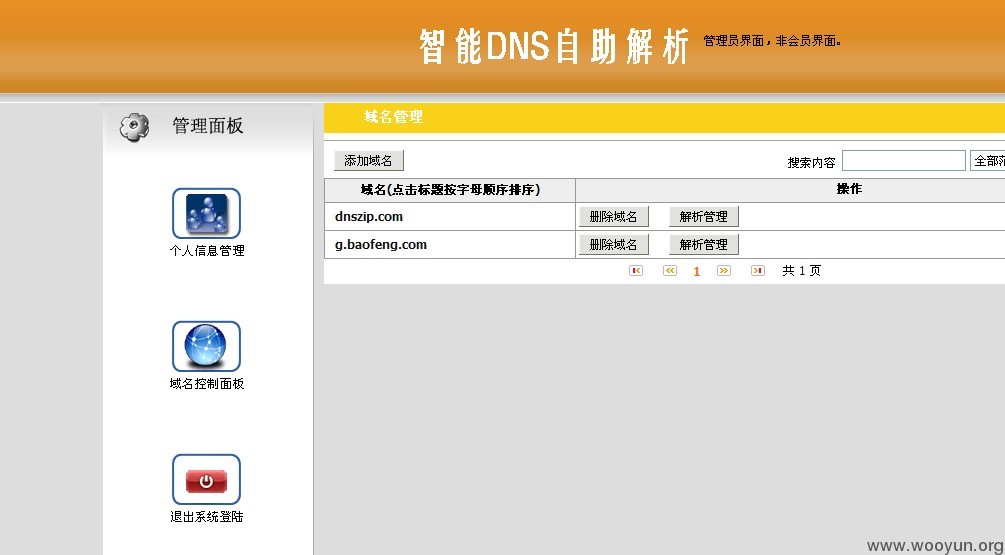 智能DNS自助解析 管理员界面，非会员界面。
管理面板
个人信息管理
域名控制面板
退出系统登陆
域名管理
添加域名 搜索内容 全部范
域名(点击标题按字母顺序排序) 操作
dnszip.com 删除域名 解析管理
g.baofeng.com 删除域名 解析管理
1 共 1 页
www.wooyun.org